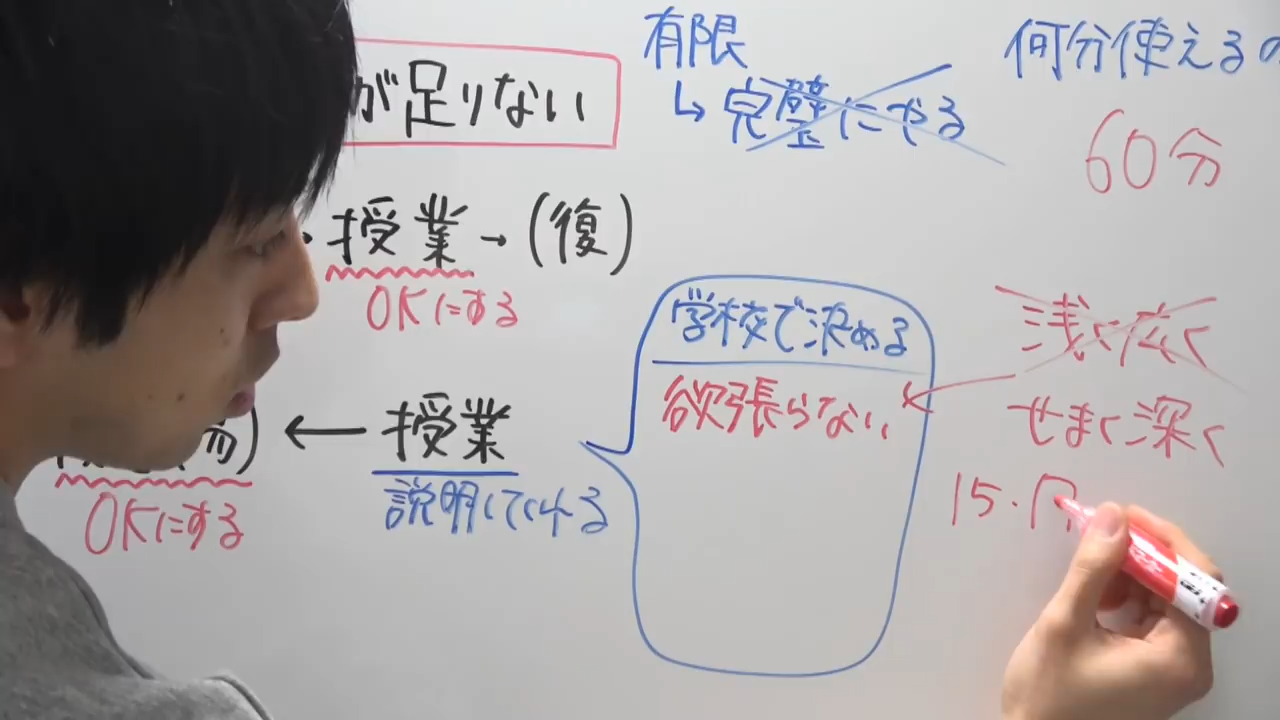 が足りない
有限
↳完璧にやる
何分使えるの
60分
授業→(復)
OKにする
学校で決める
欲張らない
浅く広く
せまく深く
15・
←授業
説明してくれる
OKにする